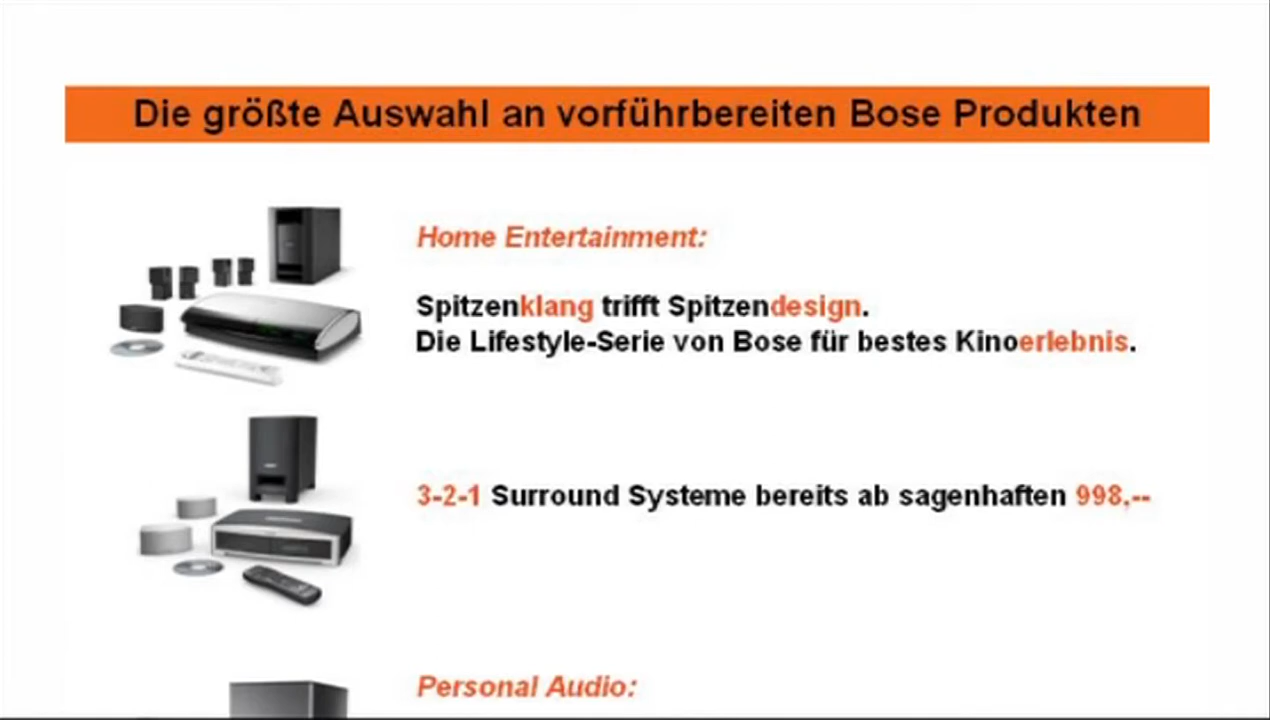 Die größte Auswahl an vorführbereiten Bose Produkten
Home Entertainment:
Spitzenklang trifft Spitzendesign.
Die Lifestyle-Serie von Bose für bestes Kinoerlebnis.
3-2-1 Surround Systeme bereits ab sagenhaften 998,--
Personal Audio: